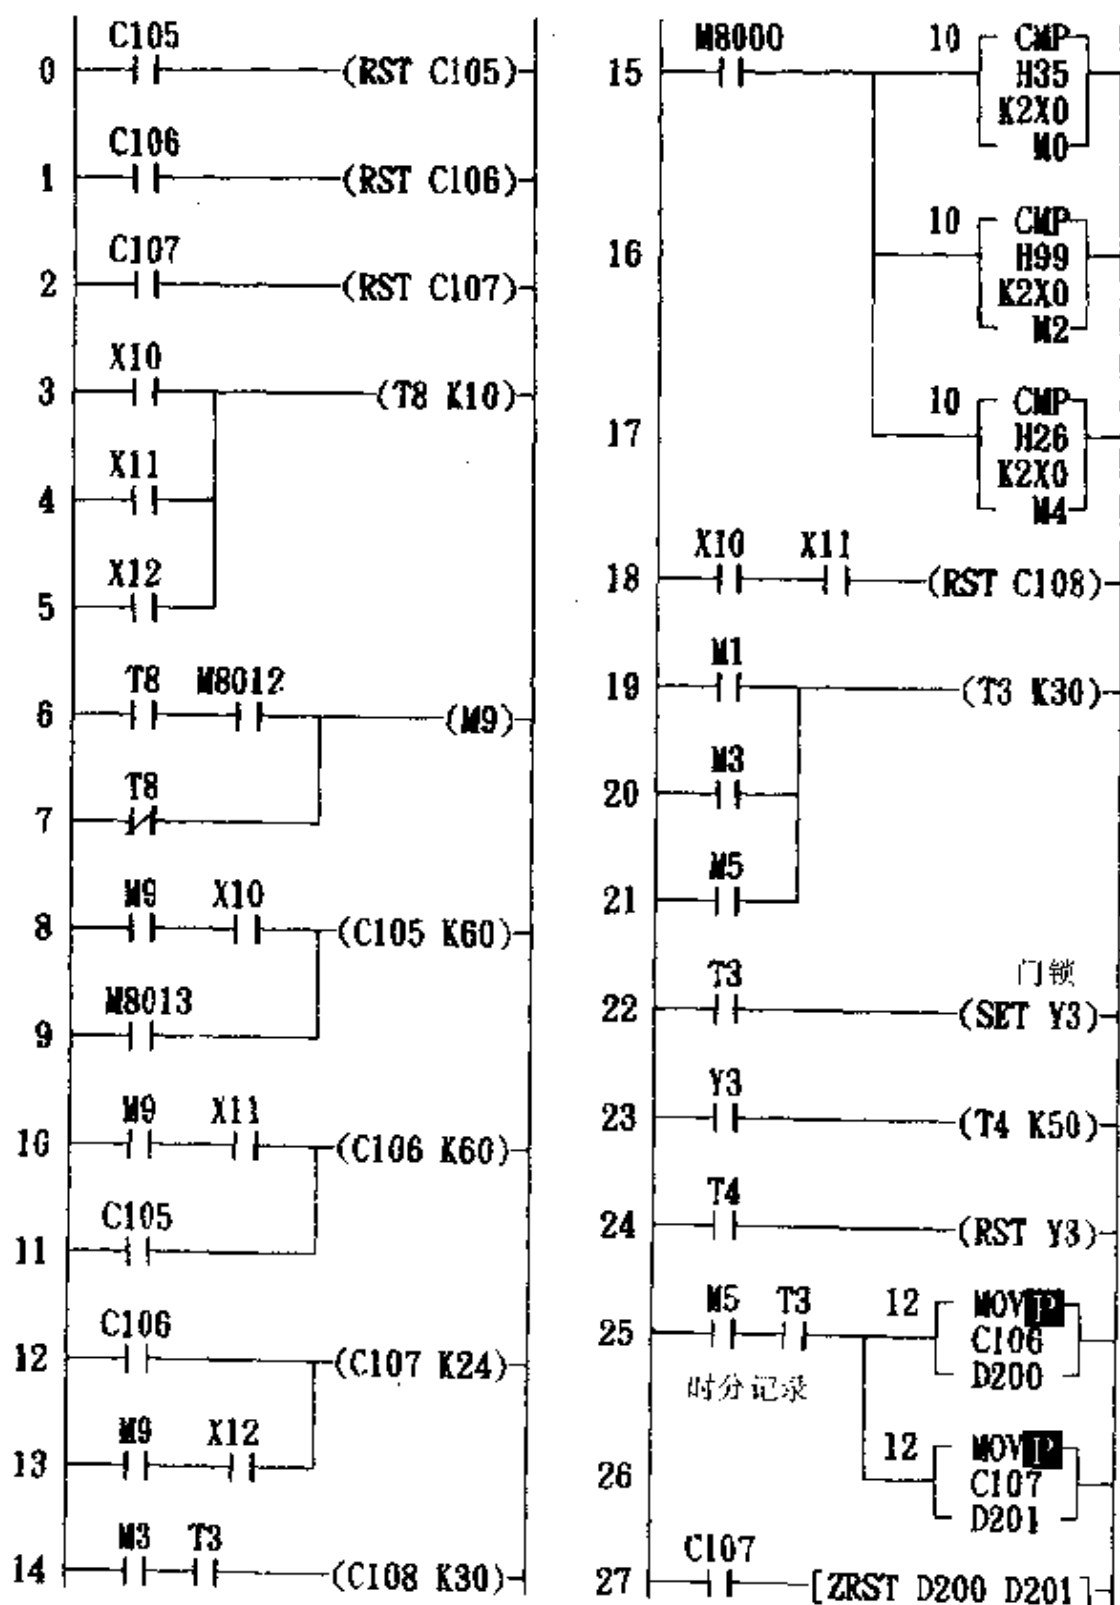 C105
0 (RST C105)
C106
1 (RST C106)
C107
2 (RST C107)
X10
3 (T8 K10)
X11
4
X12
5
T8 M8012
6 (M9)
T8
7
M9 X10
8 (C105 K60)
M8013
9
M9 X11
10 (C106 K60)
C105
11
C106
12 (C107 K24)
M9 X12
13
M3 T3
14 (C108 K30)
M8000 10 CMP
15 H35
K2X0
M0
10 CMP
16 H99
K2X0
M2
10 CMP
17 H26
K2X0
M4
X10 X11
18 (RST C108)
M1
19 (T3 K30)
M3
20
M5
21
T3 门锁
22 (SET Y3)
Y3
23 (T4 K50)
T4
24 (RST Y3)
M5 T3 12 MOVP
25 C106
时分记录 D200
12 MOVP
26 C107
D201
C107
27 [ZRST D200 D201]